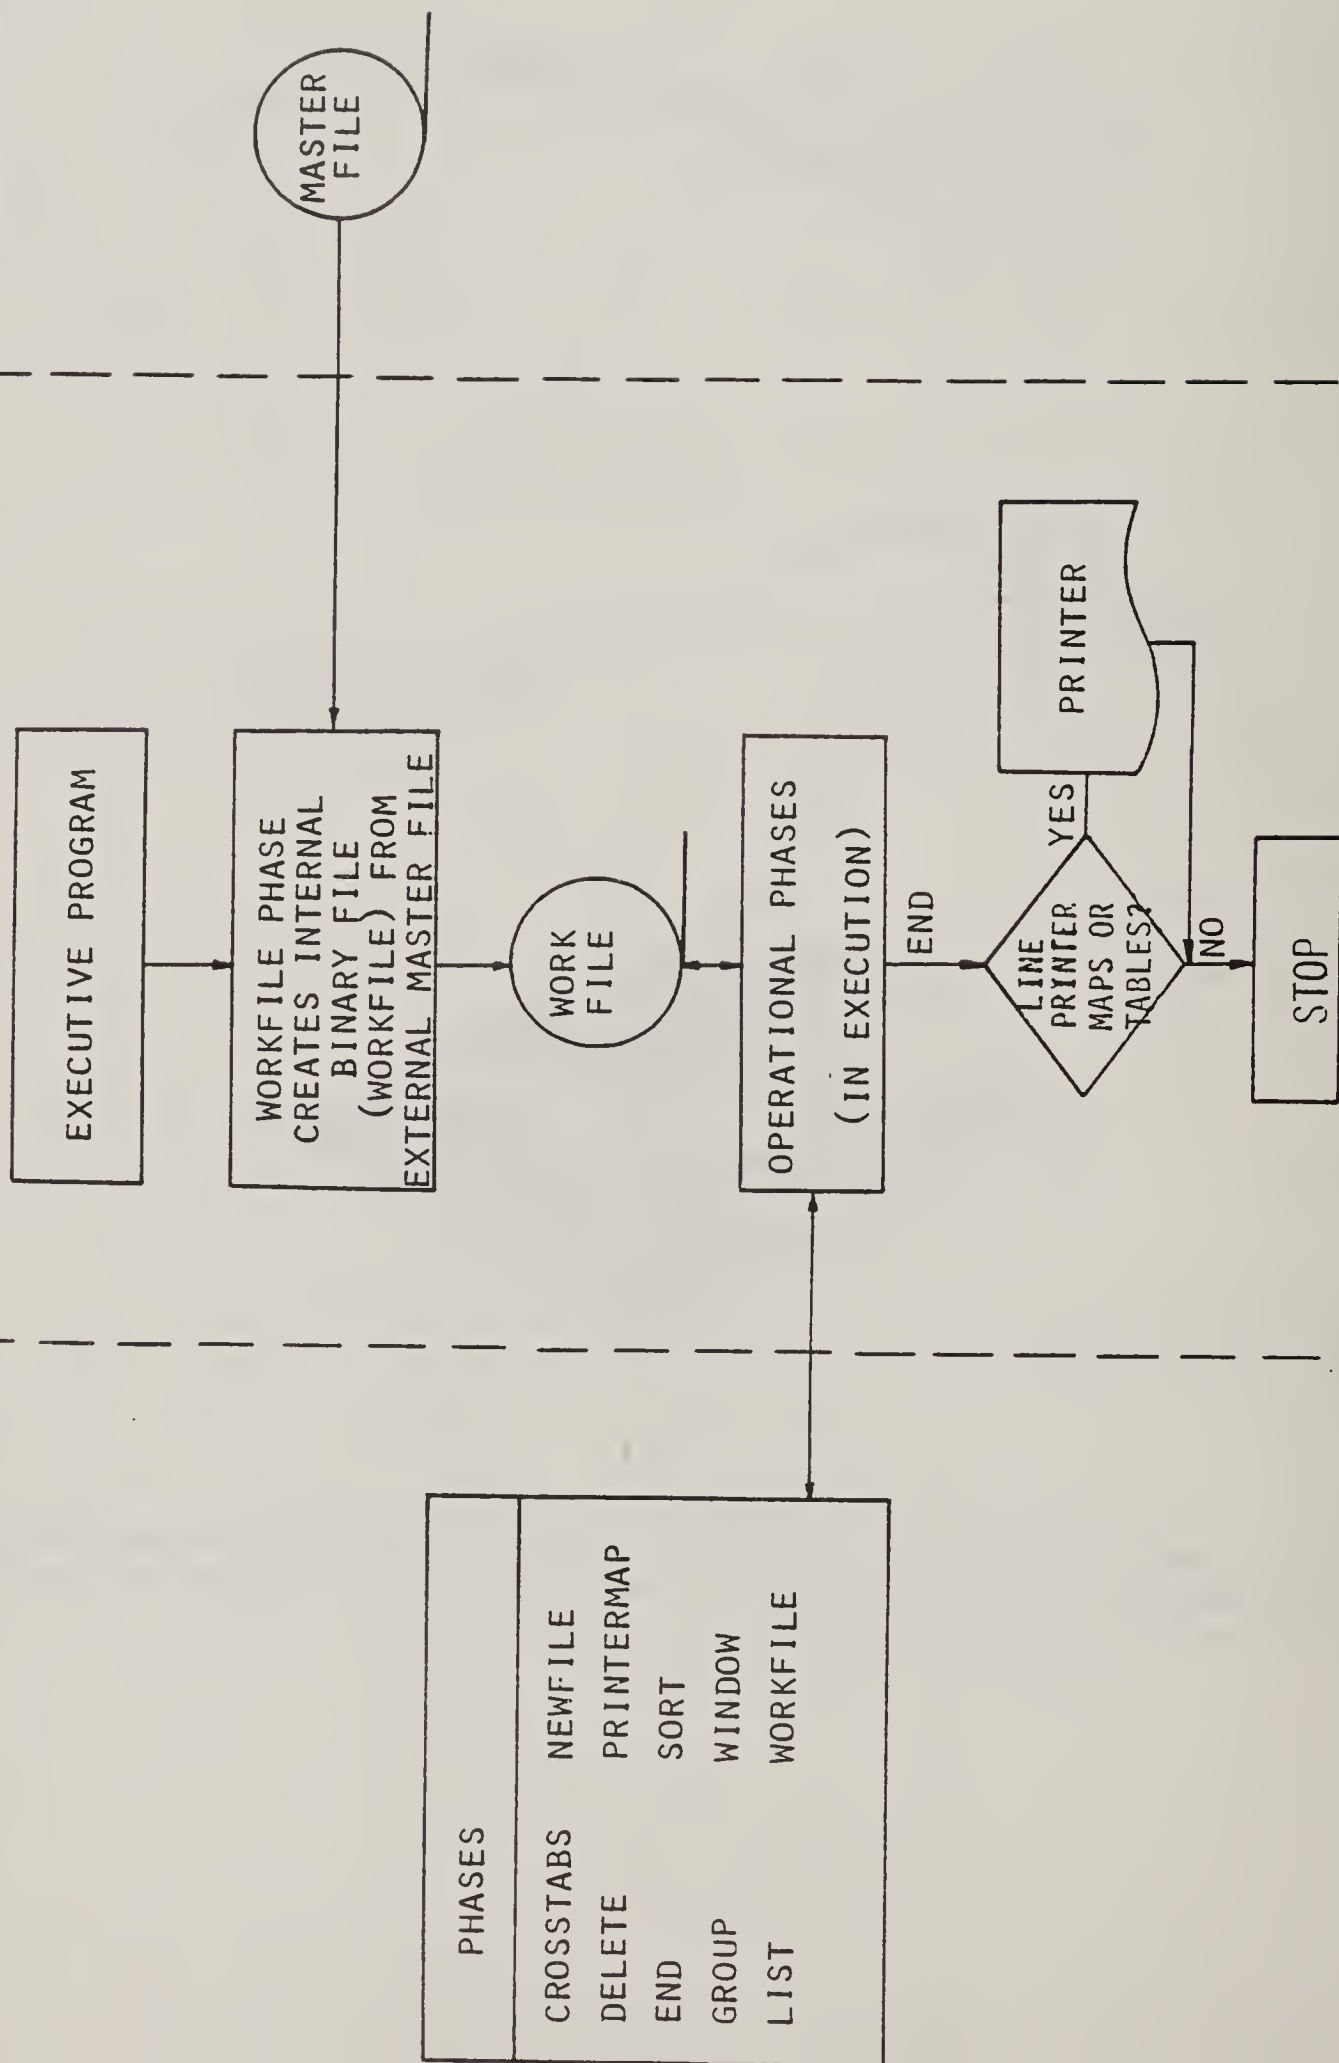 MASTER
FILE
EXECUTIVE PROGRAM
WORKFILE PHASE
CREATES INTERNAL
BINARY FILE
(WORKFILE) FROM
EXTERNAL MASTER FILE
WORK
FILE
OPERATIONAL PHASES
(IN EXECUTION)
END
LINE
PRINTER
MAPS OR
TABLES?
YES
PRINTER
NO
STOP
PHASES
CROSSTABS NEWFILE
DELETE PRINTERMAP
END SORT
GROUP WINDOW
LIST WORKFILE